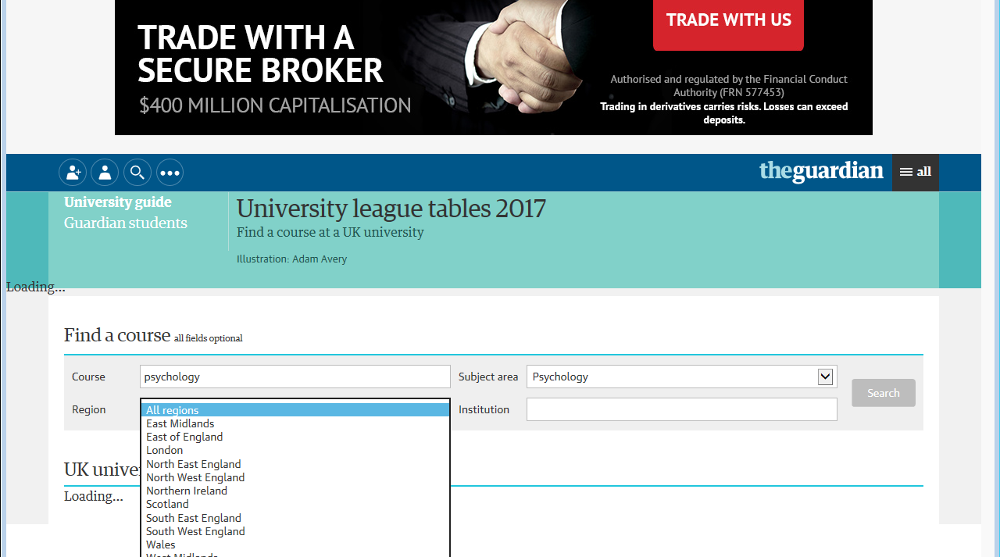 TRADE WITH A
SECURE BROKER
$400 MILLION CAPITALISATION
TRADE WITH US
Authorised and regulated by the Financial Conduct
Authority (FRN 577453)
Trading in derivatives carries risks. Losses can exceed
deposits.
theguardian
all
University guide
Guardian students
University league tables 2017
Find a course at a UK university
Illustration: Adam Avery
Loading...
Find a course all fields optional
Course psychology Subject area Psychology
Search
Region All regions Institution
East Midlands
East of England
London
North East England
North West England
Northern Ireland
Scotland
South East England
South West England
Wales
West Midlands
UK univer
Loading...